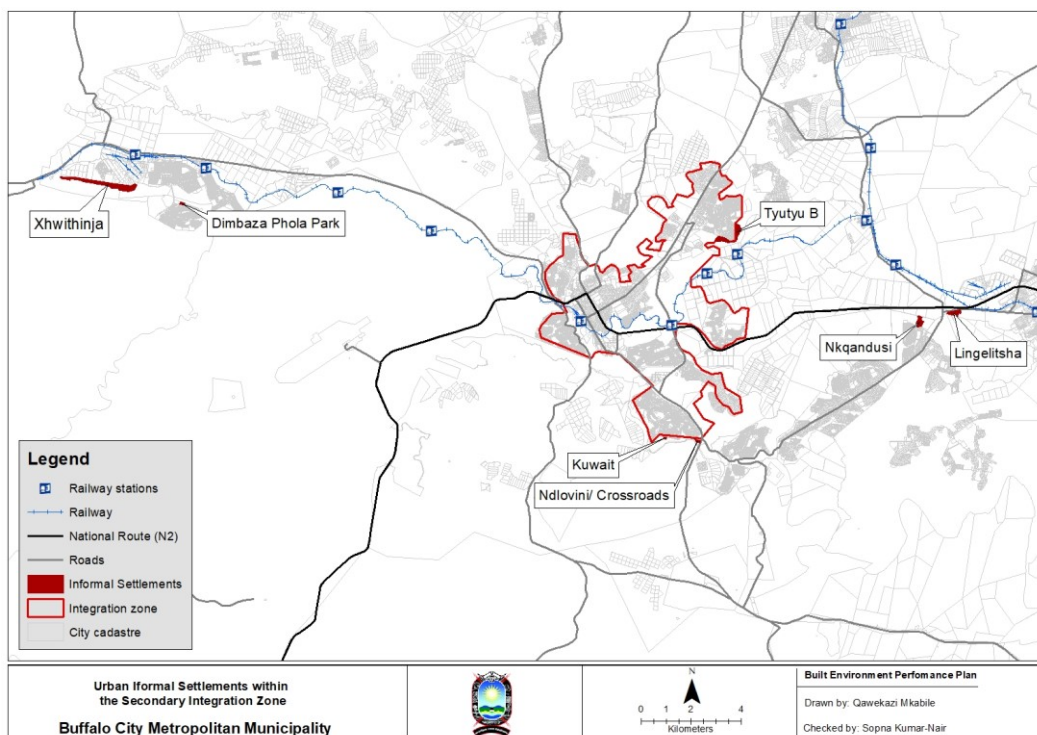 Xhwithinja
Dimbaza Phola Park
Tyutyu B
Nkqandusi
Lingelitsha
Kuwait
Ndlovini/ Crossroads
Legend
Railway stations
Railway
National Route (N2)
Roads
Informal Settlements
Integration zone
City cadastre
Urban Iformal Settlements within
the Secondary Integration Zone
Buffalo City Metropolitan Municipality
N
0 1 2 4
Kilometers
Built Environment Perfomance Plan
Drawn by: Qawekazi Mkabile
Checked by: Sopna Kumar-Nair